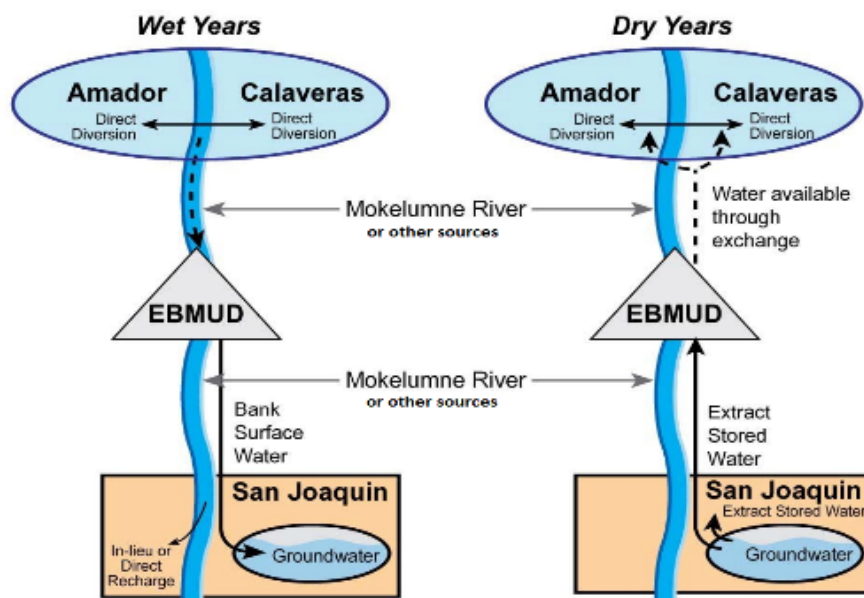 Wet Years
Dry Years
Amador
Calaveras
Direct
Diversion
Direct
Diversion
Amador
Calaveras
Direct
Diversion
Direct
Diversion
Mokelumne River
or other sources
Water available
through
exchange
EBMUD
EBMUD
Mokelumne River
or other sources
Bank
Surface
Water
Extract
Stored
Water
San Joaquin
In-lieu or
Direct
Recharge
Groundwater
San Joaquin
Extract Stored Water
Groundwater